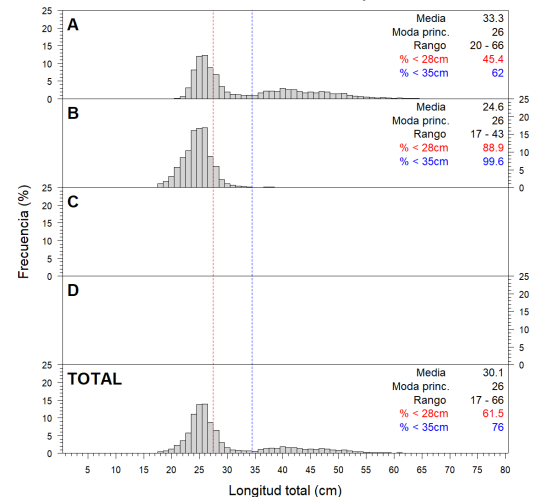 25
20
15
10
5
0
A
Media 33.3
Moda princ. 26
Rango 20 - 66
% < 28cm 45.4
% < 35cm 62
B
Media 24.6
Moda princ. 26
Rango 17 - 43
% < 28cm 88.9
% < 35cm 99.6
25
20
15
10
5
0
25
20
15
10
5
0
C
D
25
20
15
10
5
0
25
20
15
10
5
0
TOTAL
Media 30.1
Moda princ. 26
Rango 17 - 66
% < 28cm 61.5
% < 35cm 76
Frecuencia (%)
5 10 15 20 25 30 35 40 45 50 55 60 65 70 75 80
Longitud total (cm)